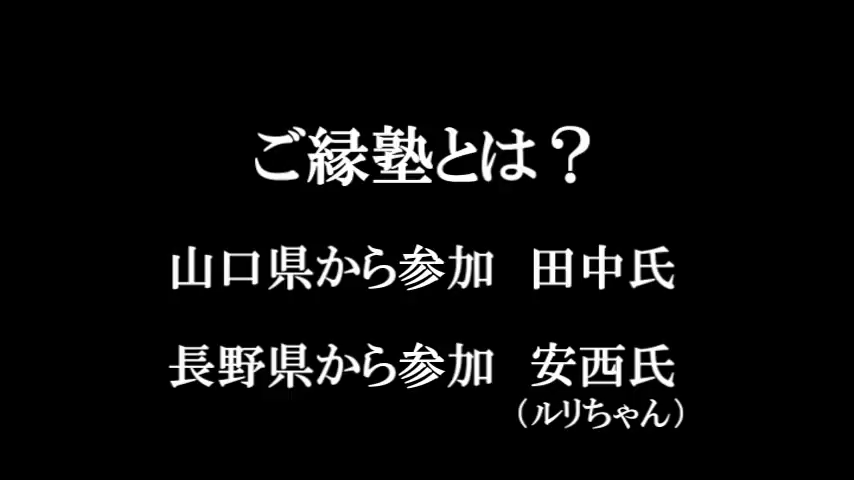 ご縁塾とは？
山口県から参加　田中氏
長野県から参加　安西氏
（ルリちゃん）